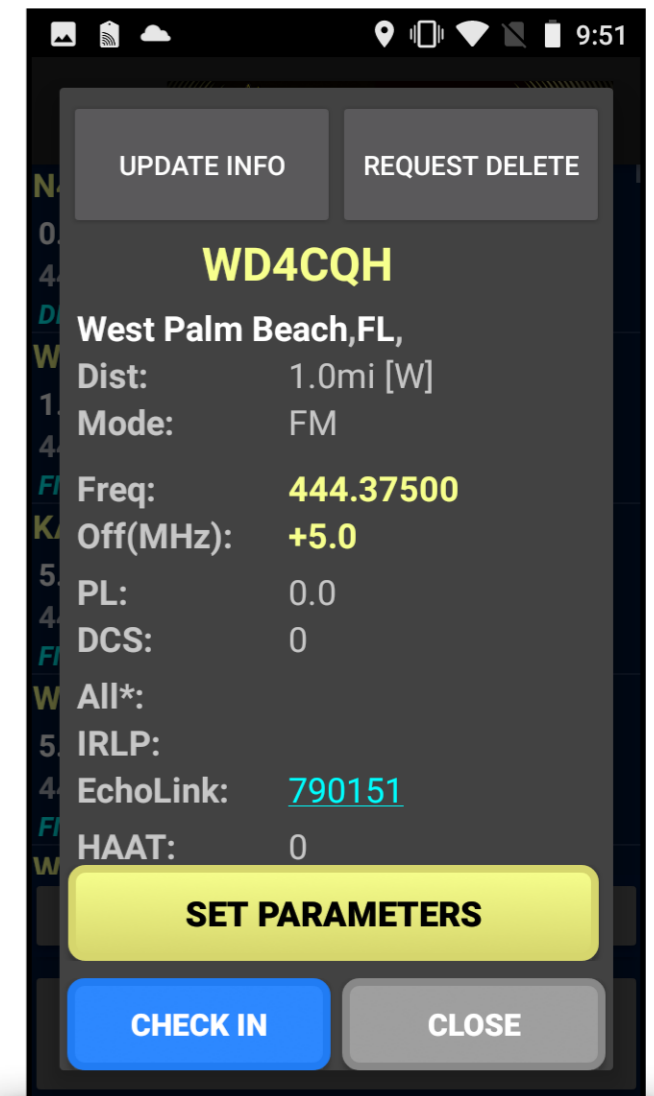 9:51
UPDATE INFO REQUEST DELETE
WD4CQH
West Palm Beach,FL,
Dist: 1.0mi [W]
Mode: FM
Freq: 444.37500
Off(MHz): +5.0
PL: 0.0
DCS: 0
All*:
IRLP:
EchoLink: 790151
HAAT: 0
SET PARAMETERS
CHECK IN CLOSE